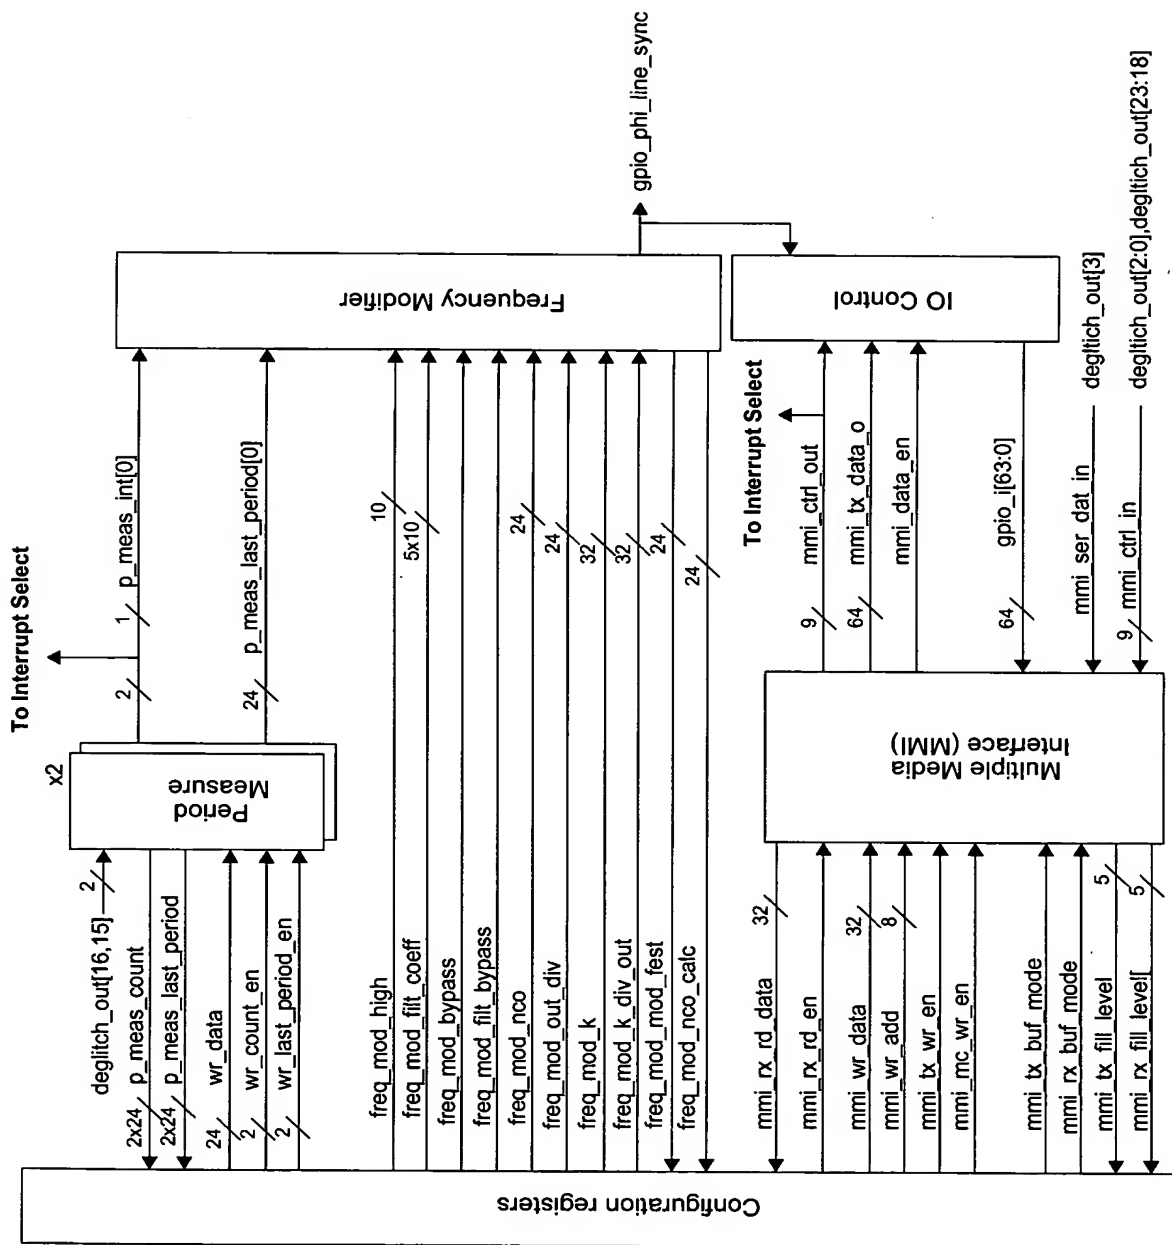 To Interrupt Select
x2
Period
Measure
deglitch_out[16,15]
2
2x24
p_meas_count
2x24
p_meas_last_period
24
wr_data
2
wr_count_en
2
wr_last_period_en
2
1
p_meas_int[0]
24
p_meas_last_period[0]
Frequency Modifier
freq_mod_high
10
freq_mod_filt_coeff
5x10
freq_mod_bypass
freq_mod_filt_bypass
freq_mod_nco
24
freq_mod_out_div
24
freq_mod_k
32
freq_mod_k_div_out
32
freq_mod_mod_fest
24
freq_mod_nco_calc
24
gpio_phi_line_sync
To Interrupt Select
IO Control
9
mmi_ctrl_out
64
mmi_tx_data_o
mmi_data_en
64
gpio_i[63:0]
mmi_ser_dat_in
degltich_out[3]
9
mmi_ctrl_in
degltich_out[2:0],degltich_out[23:18]
Multiple Media
Interface (MMI)
mmi_rx_rd_data
32
mmi_rx_rd_en
mmi_wr_data
32
mmi_wr_add
8
mmi_tx_wr_en
mmi_mc_wr_en
mmi_tx_buf_mode
mmi_rx_buf_mode
mmi_tx_fill_level
5
mmi_rx_fill_level[
5
Configuration registers